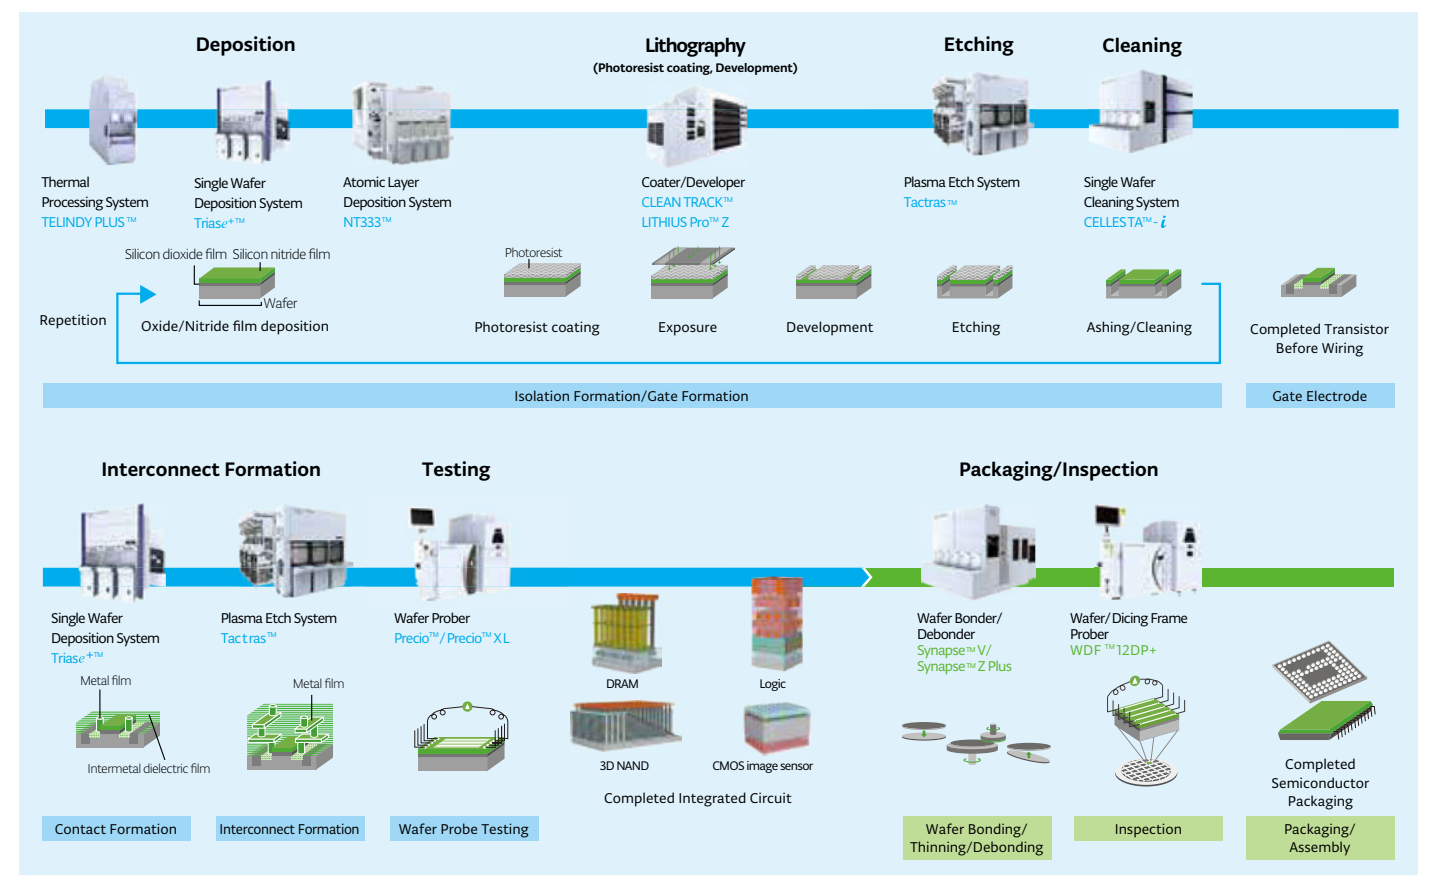 Deposition
Lithography
(Photoresist coating, Development)
Etching
Cleaning
Thermal
Processing System
TELINDY PLUS™
Single Wafer
Deposition System
Triase+™
Atomic Layer
Deposition System
NT333™
Coater/Developer
CLEAN TRACK™
LITHIUS Pro™ Z
Plasma Etch System
Tactras™
Single Wafer
Cleaning System
CELLESTA™-i
Silicon dioxide film
Silicon nitride film
Wafer
Photoresist
Repetition
Oxide/Nitride film deposition
Photoresist coating
Exposure
Development
Etching
Ashing/Cleaning
Completed Transistor
Before Wiring
Isolation Formation/Gate Formation
Gate Electrode
Interconnect Formation
Testing
Packaging/Inspection
Single Wafer
Deposition System
Triase+™
Plasma Etch System
Tactras™
Wafer Prober
Precio™/Precio™ XL
Wafer Bonder/
Debonder
Synapse™ V/
Synapse™ Z Plus
Wafer/Dicing Frame
Prober
WDF™ 12DP+
Metal film
Intermetal dielectric film
Metal film
DRAM
Logic
3D NAND
CMOS image sensor
Completed Integrated Circuit
Completed
Semiconductor
Packaging
Contact Formation
Interconnect Formation
Wafer Probe Testing
Wafer Bonding/
Thinning/Debonding
Inspection
Packaging/
Assembly